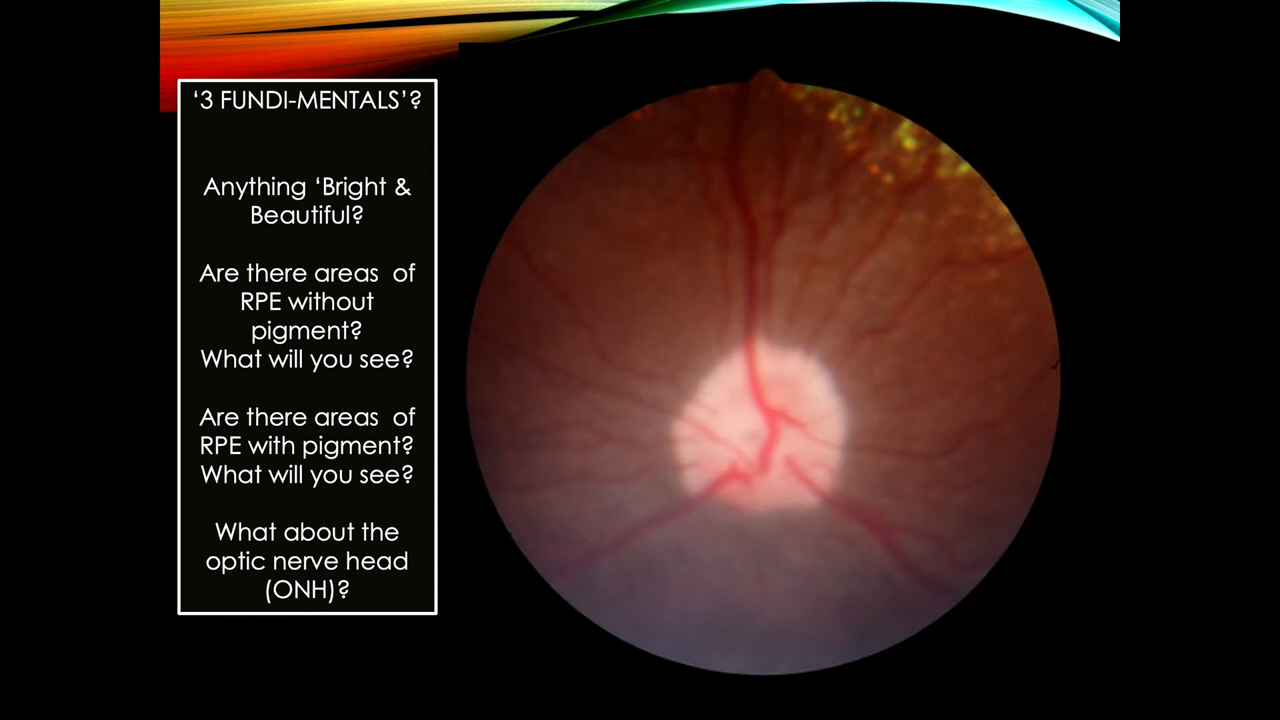 ‘3 FUNDI-MENTALS’?
Anything ‘Bright &
Beautiful?
Are there areas of
RPE without
pigment?
What will you see?
Are there areas of
RPE with pigment?
What will you see?
What about the
optic nerve head
(ONH)?